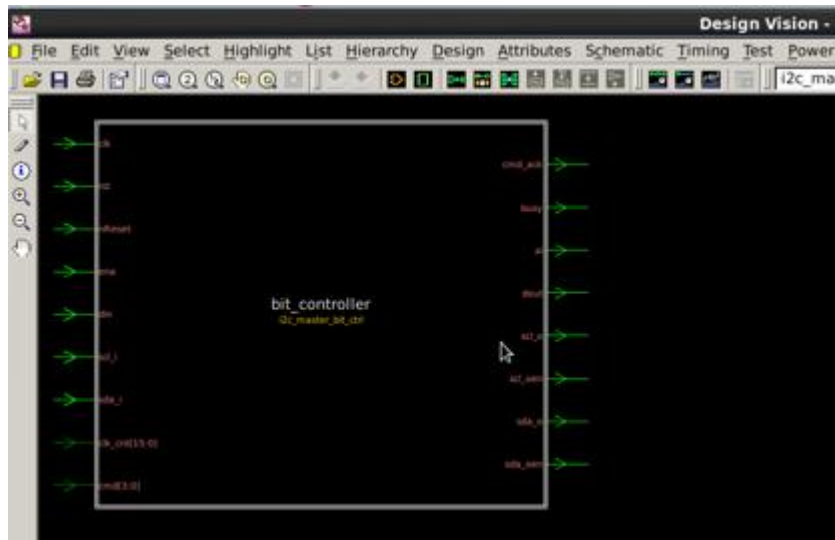 Design Vision -
File Edit View Select Highlight List Hierarchy Design Attributes Schematic Timing Test Power
i2c_ma
clk
cmd_ack
busy
nReset
al
ena
dout
din
bit_controller
i2c_master_bit_ctrl
scl_o
scl_i
scl_oen
sda_i
sda_o
clk_cnt[15:0]
sda_oen
cmd[3:0]